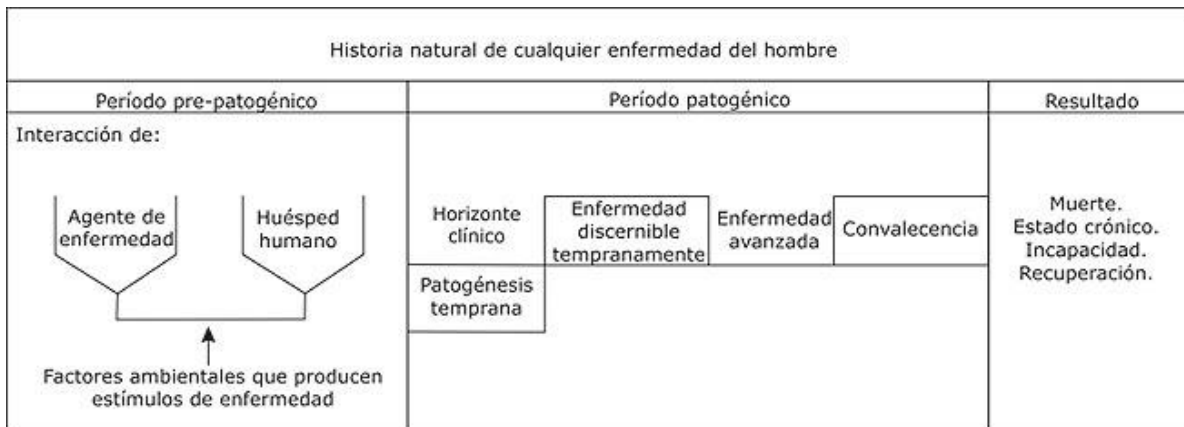 Historia natural de cualquier enfermedad del hombre
Período pre-patogénico
Período patogénico
Resultado
Interacción de:
Agente de
enfermedad
Huésped
humano
Factores ambientales que producen
estímulos de enfermedad
Horizonte
clínico
Enfermedad
discernible
tempranamente
Enfermedad
avanzada
Convalecencia
Patogénesis
temprana
Muerte.
Estado crónico.
Incapacidad.
Recuperación.